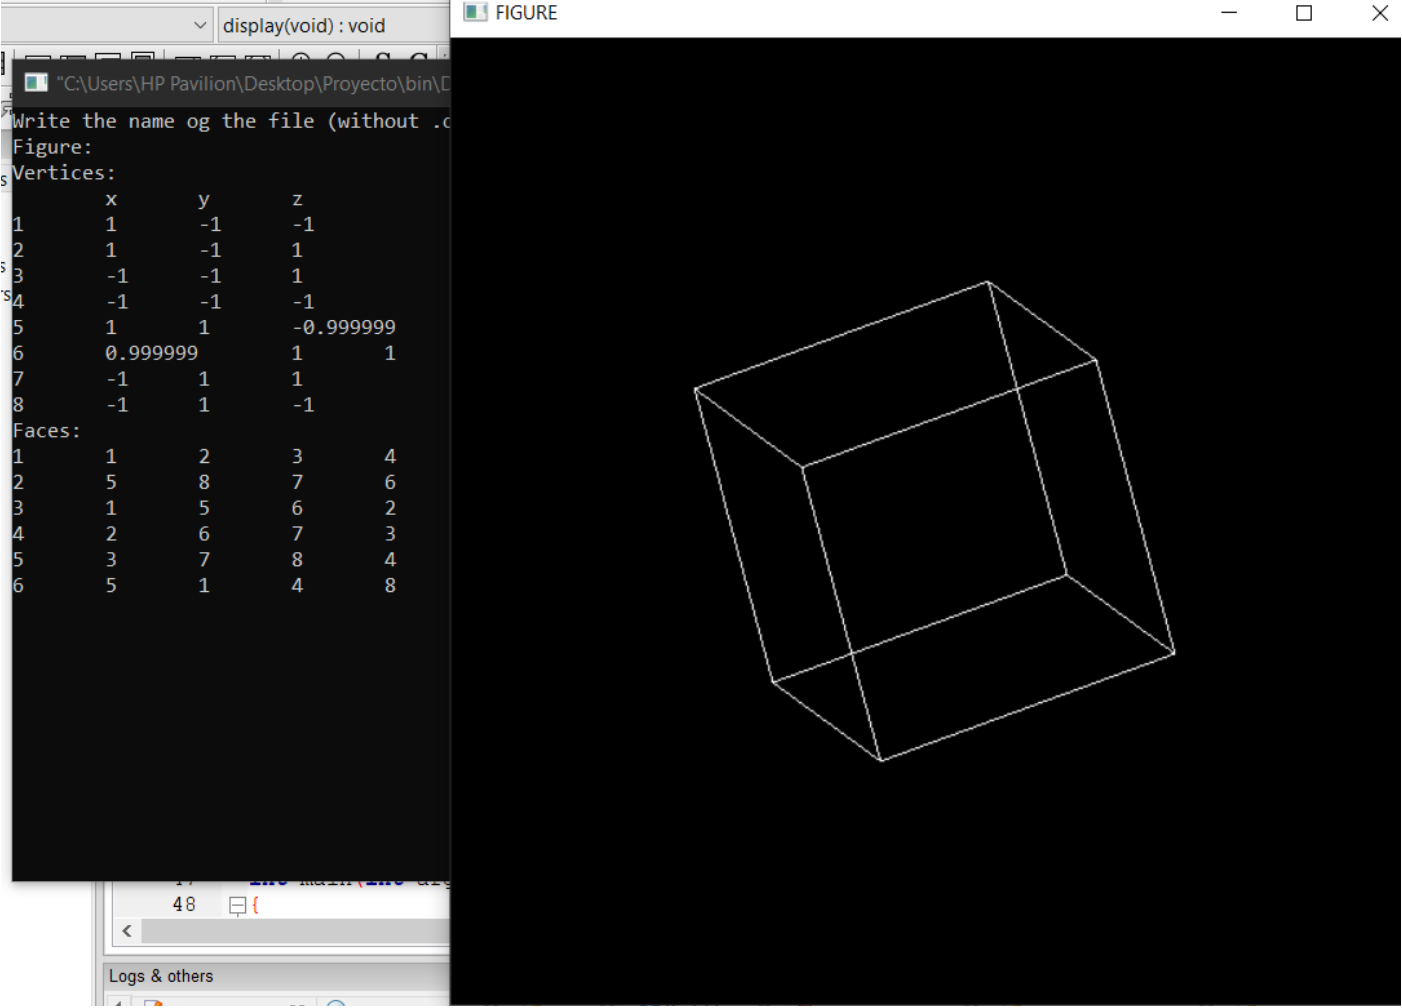 display(void) : void
FIGURE
"C:\Users\HP Pavilion\Desktop\Proyecto\bin\D
Write the name og the file (without .o
Figure:
Vertices:
x y z
1 1 -1 -1
2 1 -1 1
3 -1 -1 1
4 -1 -1 -1
5 1 1 -0.999999
6 0.999999 1 1
7 -1 1 1
8 -1 1 -1
Faces:
1 1 2 3 4
2 5 8 7 6
3 1 5 6 2
4 2 6 7 3
5 3 7 8 4
6 5 1 4 8
48 {
Logs & others